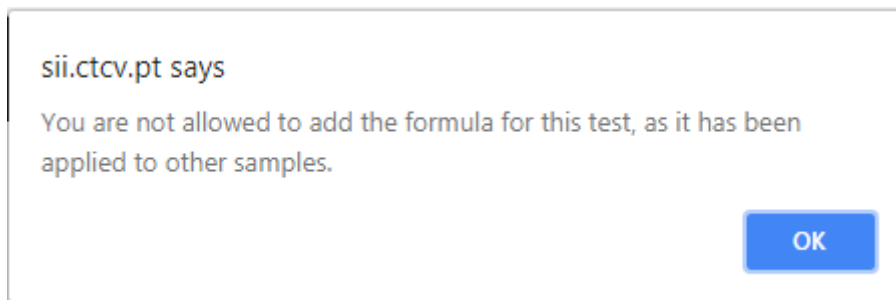 sii.ctcv.pt says
You are not allowed to add the formula for this test, as it has been
applied to other samples.
OK